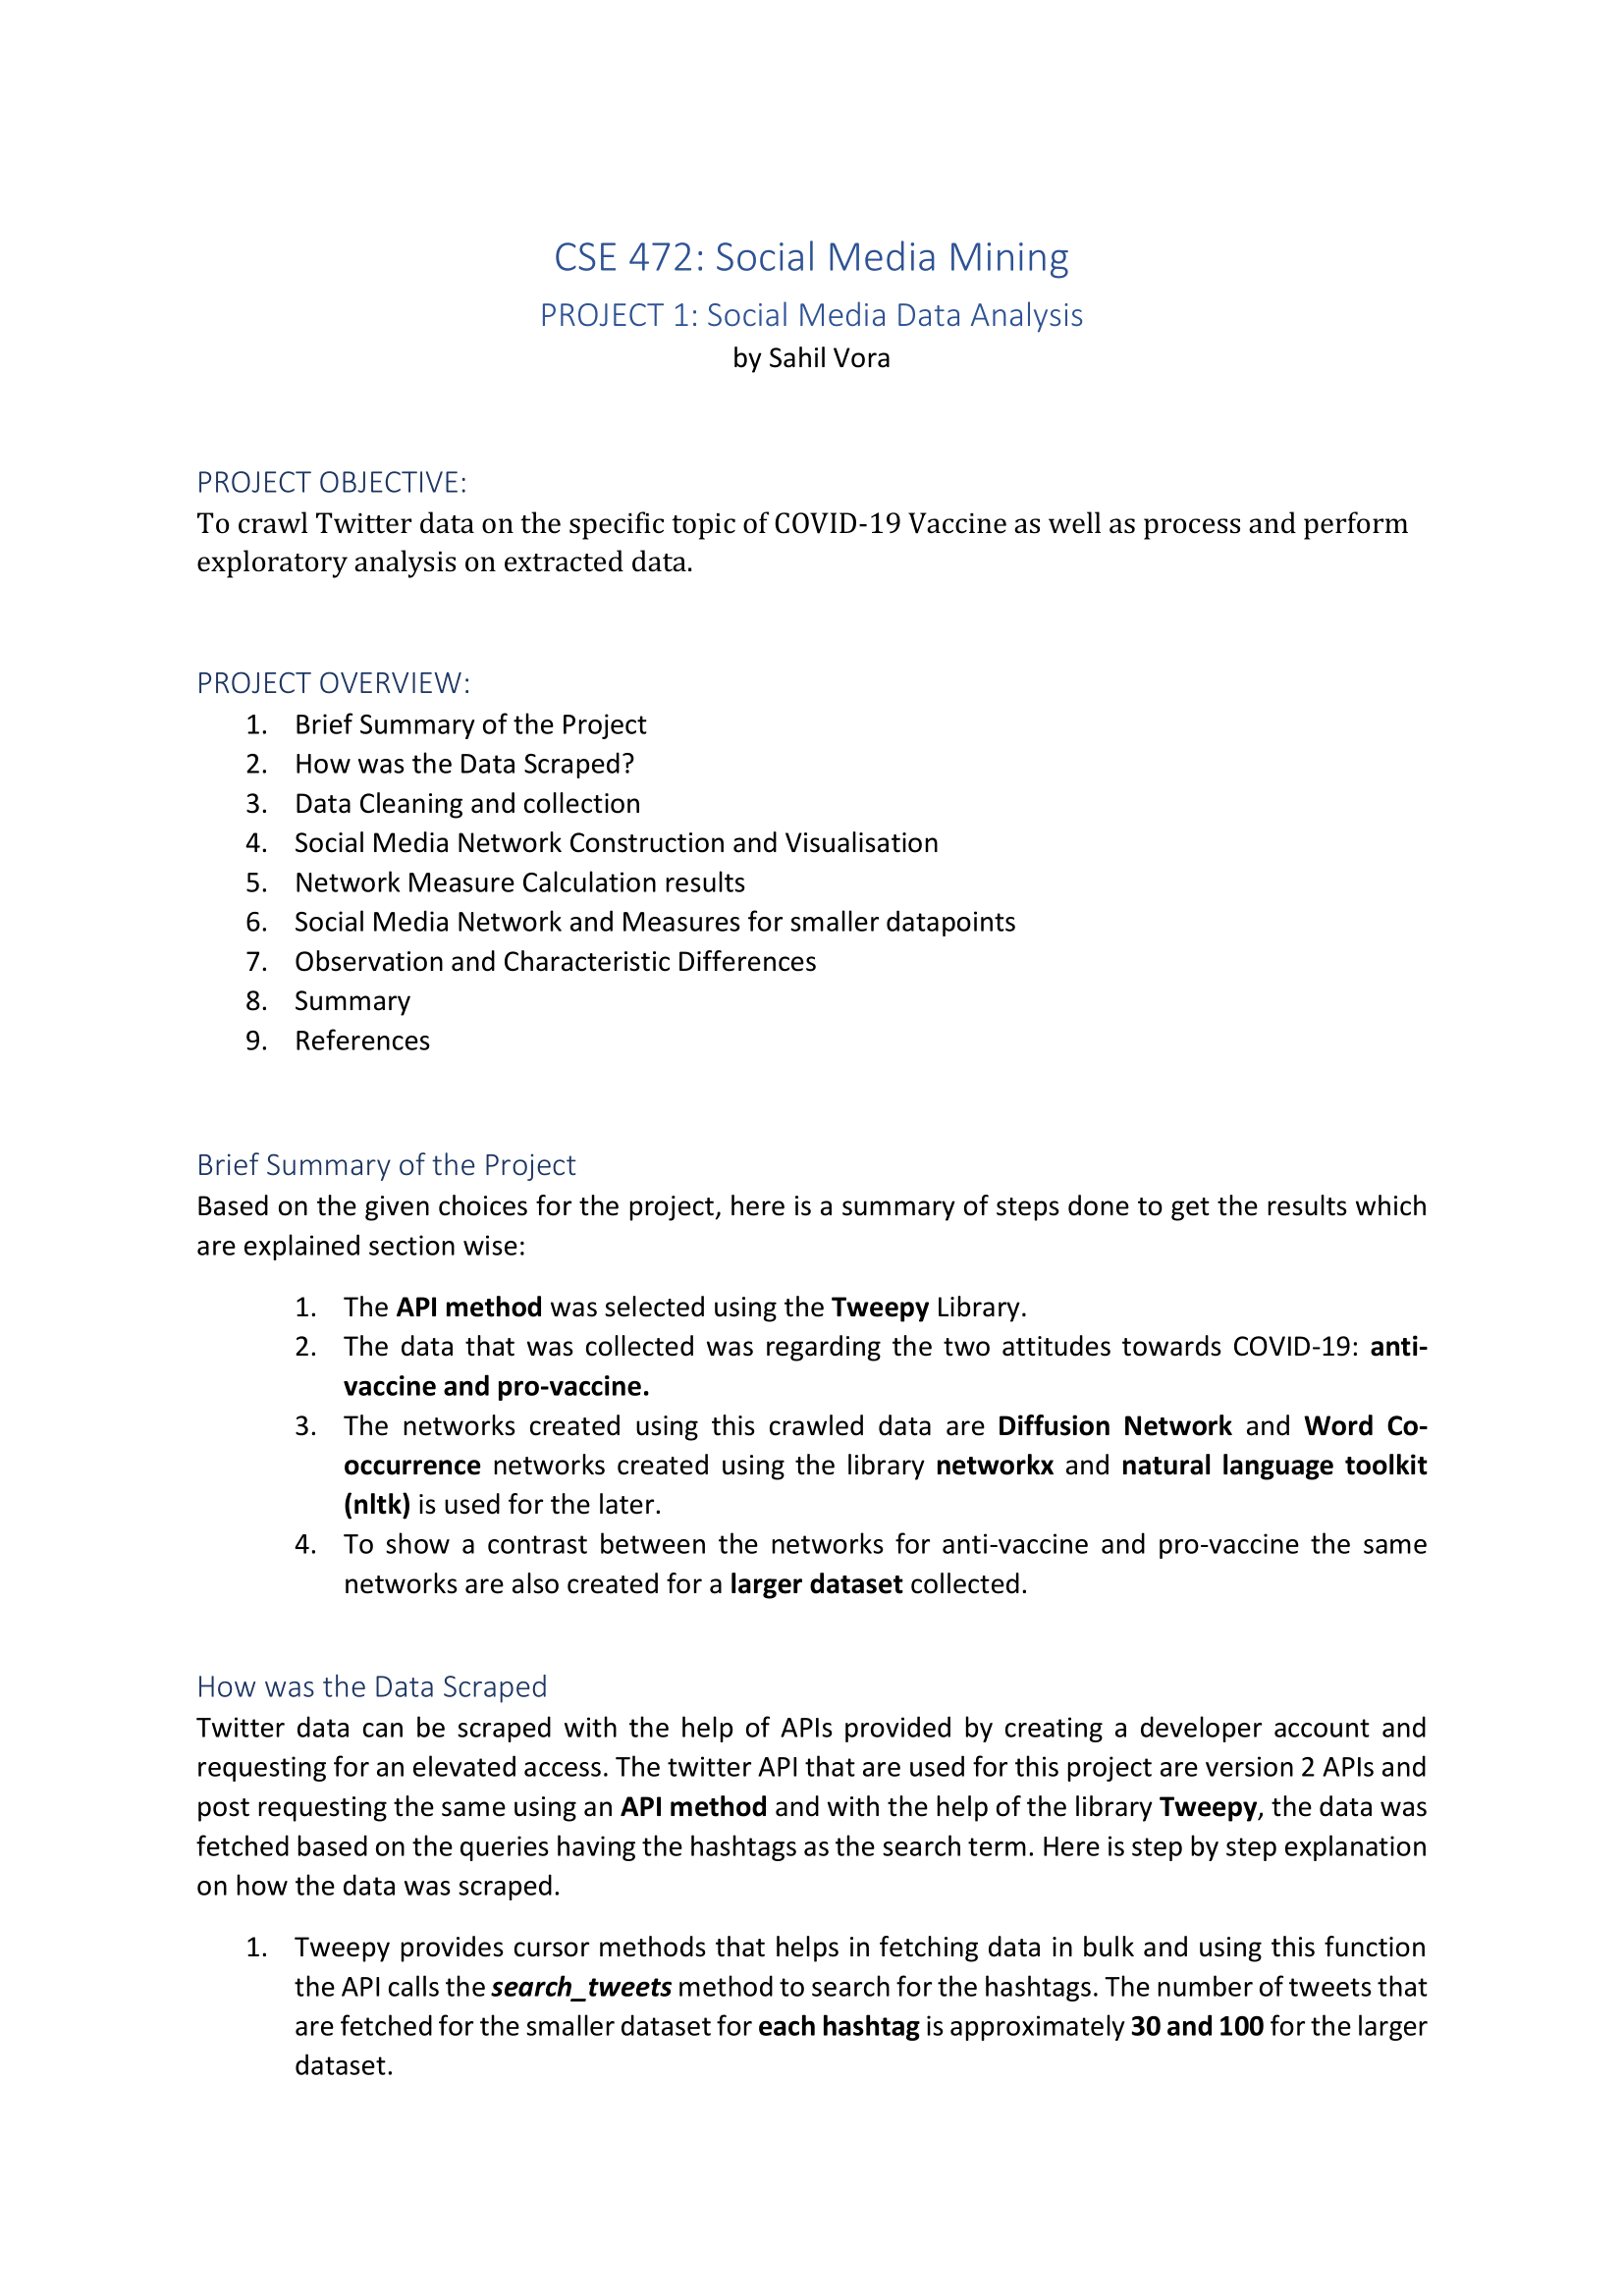 CSE 472: Social Media Mining
PROJECT 1: Social Media Data Analysis
by Sahil Vora
PROJECT OBJECTIVE:
To crawl Twitter data on the specific topic of COVID-19 Vaccine as well as process and perform
exploratory analysis on extracted data.
PROJECT OVERVIEW:
1. Brief Summary of the Project
2. How was the Data Scraped?
3. Data Cleaning and collection
4. Social Media Network Construction and Visualisation
5. Network Measure Calculation results
6. Social Media Network and Measures for smaller datapoints
7. Observation and Characteristic Differences
8. Summary
9. References
Brief Summary of the Project
Based on the given choices for the project, here is a summary of steps done to get the results which
are explained section wise:
1. The API method was selected using the Tweepy Library.
2. The data that was collected was regarding the two attitudes towards COVID-19: anti-
vaccine and pro-vaccine.
3. The networks created using this crawled data are Diffusion Network and Word Co-
occurrence networks created using the library networkx and natural language toolkit
(nltk) is used for the later.
4. To show a contrast between the networks for anti-vaccine and pro-vaccine the same
networks are also created for a larger dataset collected.
How was the Data Scraped
Twitter data can be scraped with the help of APIs provided by creating a developer account and
requesting for an elevated access. The twitter API that are used for this project are version 2 APIs and
post requesting the same using an API method and with the help of the library Tweepy, the data was
fetched based on the queries having the hashtags as the search term. Here is step by step explanation
on how the data was scraped.
1. Tweepy provides cursor methods that helps in fetching data in bulk and using this function
the API calls the search_tweets method to search for the hashtags. The number of tweets that
are fetched for the smaller dataset for each hashtag is approximately 30 and 100 for the larger
dataset.